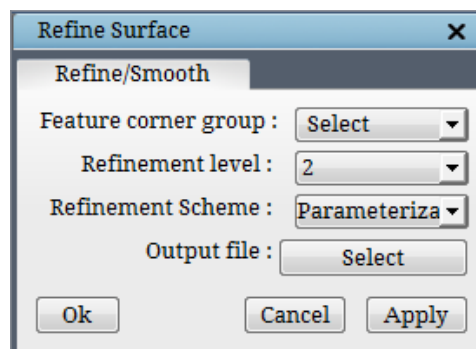 Refine Surface
Refine/Smooth
Feature corner group : Select
Refinement level : 2
Refinement Scheme : Parameteriza
Output file : Select
Ok Cancel Apply